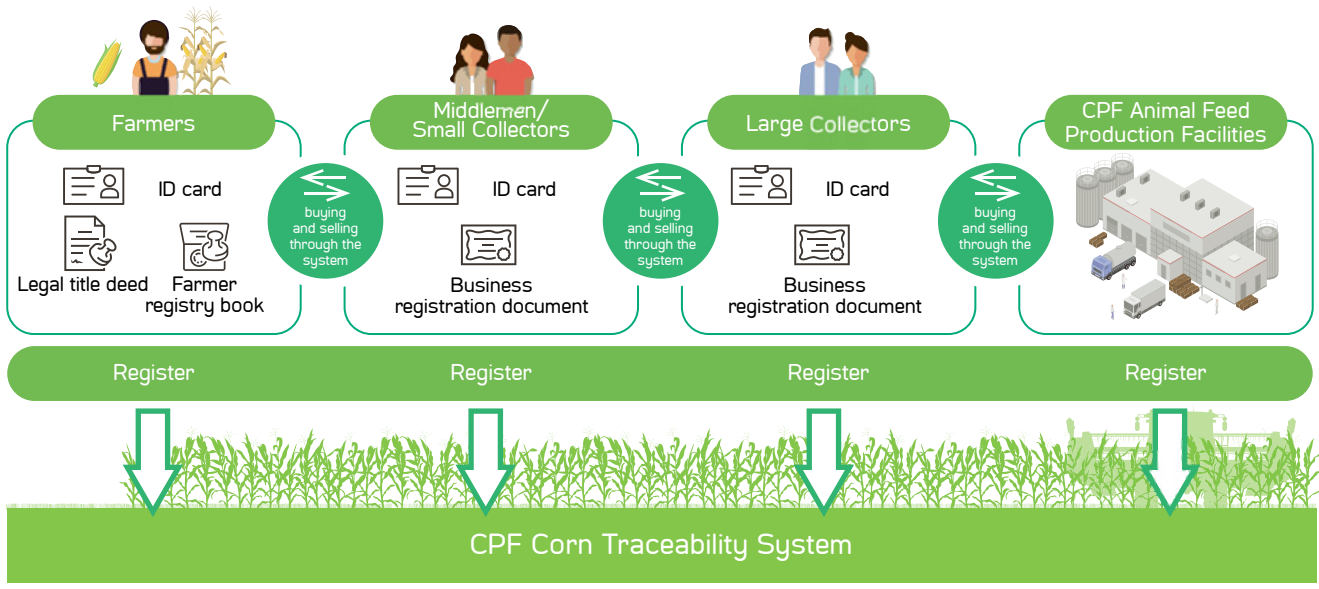 Farmers
Middlemen/
Small Collectors
Large Collectors
CPF Animal Feed
Production Facilities
ID card
Legal title deed
Farmer
registry book
buying
and selling
through the
system
ID card
Business
registration document
buying
and selling
through the
system
ID card
Business
registration document
buying
and selling
through the
system
Register
Register
Register
Register
CPF Corn Traceability System